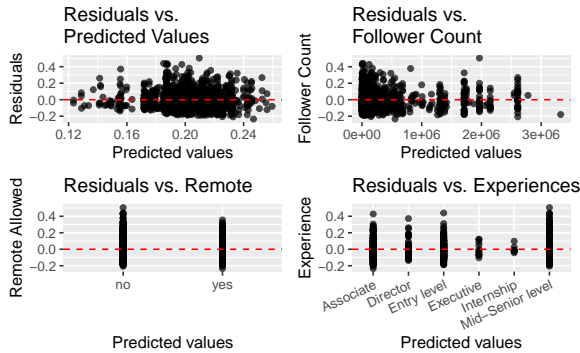 Residuals vs.
Predicted Values
Residuals
0.4
0.2
0.0
−0.2
0.12
0.16
0.20
0.24
Predicted values
Residuals vs.
Follower Count
Follower Count
0.4
0.2
0.0
−0.2
0e+00
1e+06
2e+06
3e+06
Predicted values
Residuals vs. Remote
Remote Allowed
0.4
0.2
0.0
−0.2
no
yes
Predicted values
Residuals vs. Experiences
Experience
0.4
0.2
0.0
−0.2
Associate
Director
Entry level
Executive
Internship
Mid−Senior level
Predicted values